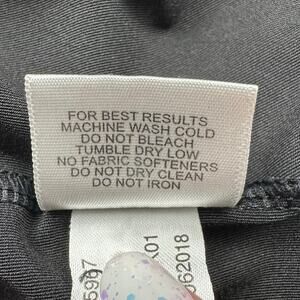 FOR BEST RESULTS
MACHINE WASH COLD
DO NOT BLEACH
TUMBLE DRY LOW
NO FABRIC SOFTENERS
DO NOT DRY CLEAN
DO NOT IRON